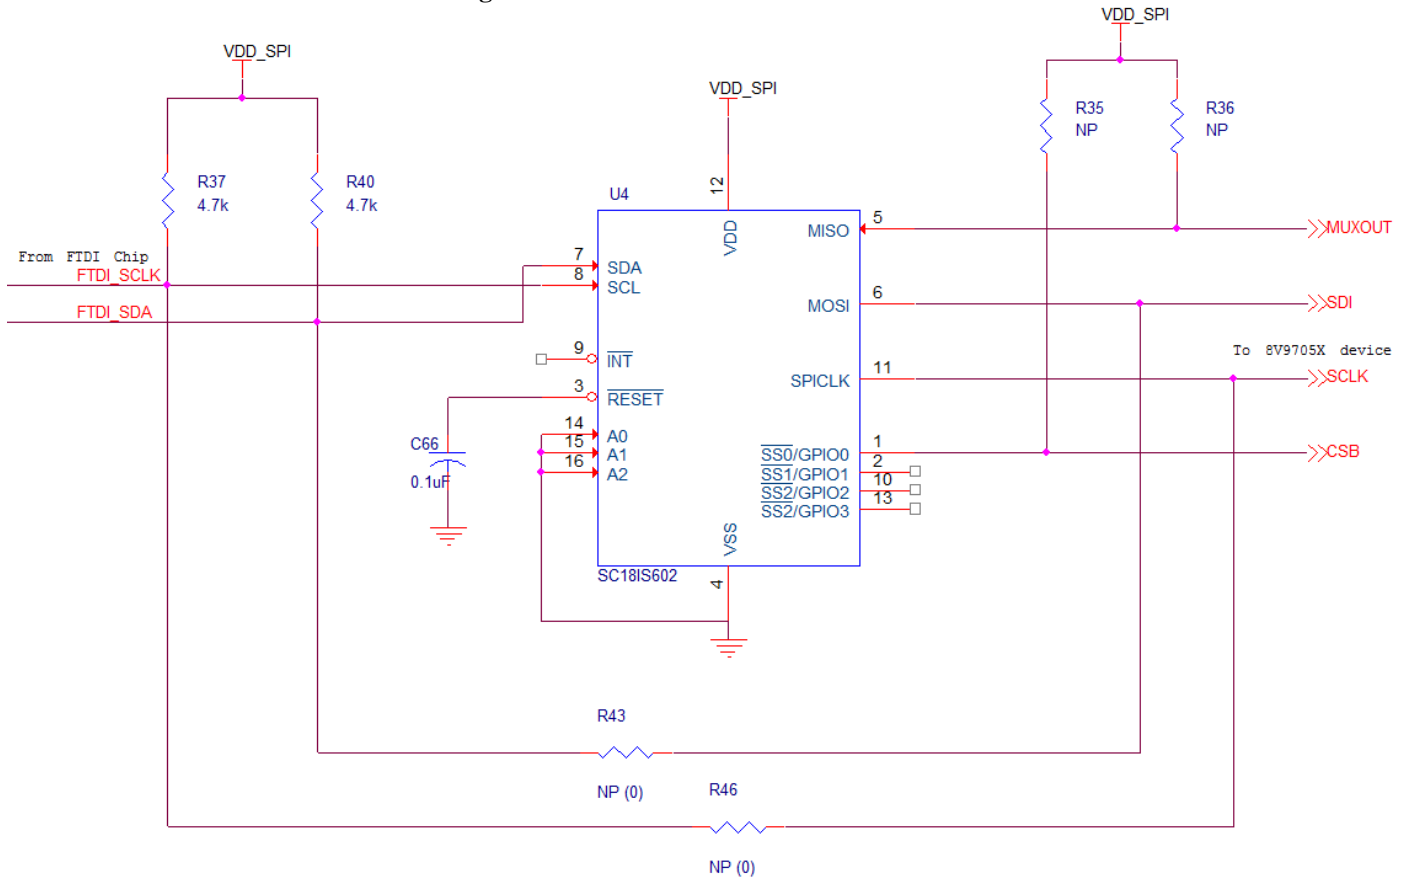 g
VDD_SPI
VDD_SPI
VDD_SPI
R35
NP
R36
NP
R37
4.7k
R40
4.7k
U4
12
VDD
MISO
5
MUXOUT
From FTDI Chip
FTDI_SCLK
FTDI_SDA
7
SDA
8
SCL
MOSI
6
SDI
To 8V9705X device
9
INT
SPICLK
11
SCLK
3
RESET
14
A0
15
A1
16
A2
C66
0.1uF
SS0/GPIO0
1
CSB
SS1/GPIO1
2
SS2/GPIO2
10
SS2/GPIO3
13
VSS
4
SC18IS602
R43
NP (0)
R46
NP (0)